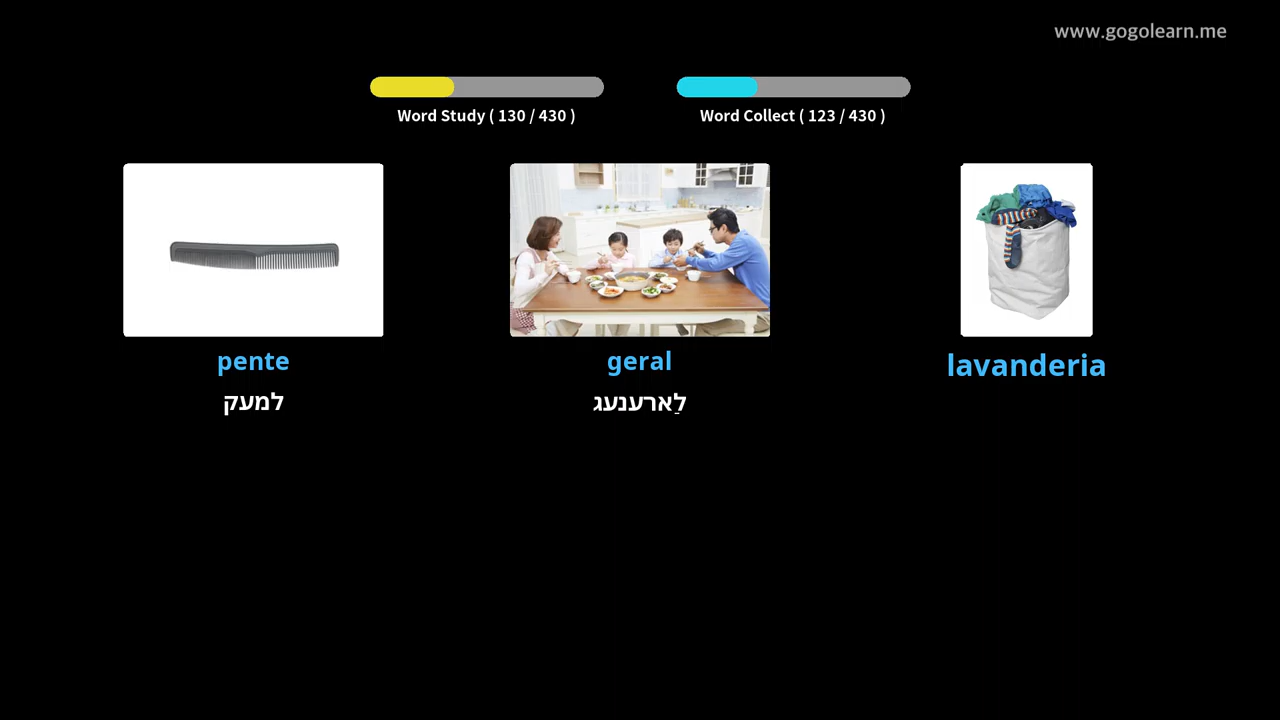 www.gogolearn.me
Word Study ( 130 / 430 )
Word Collect ( 123 / 430 )
pente
geral
lavanderia
למעק
לַארענעג